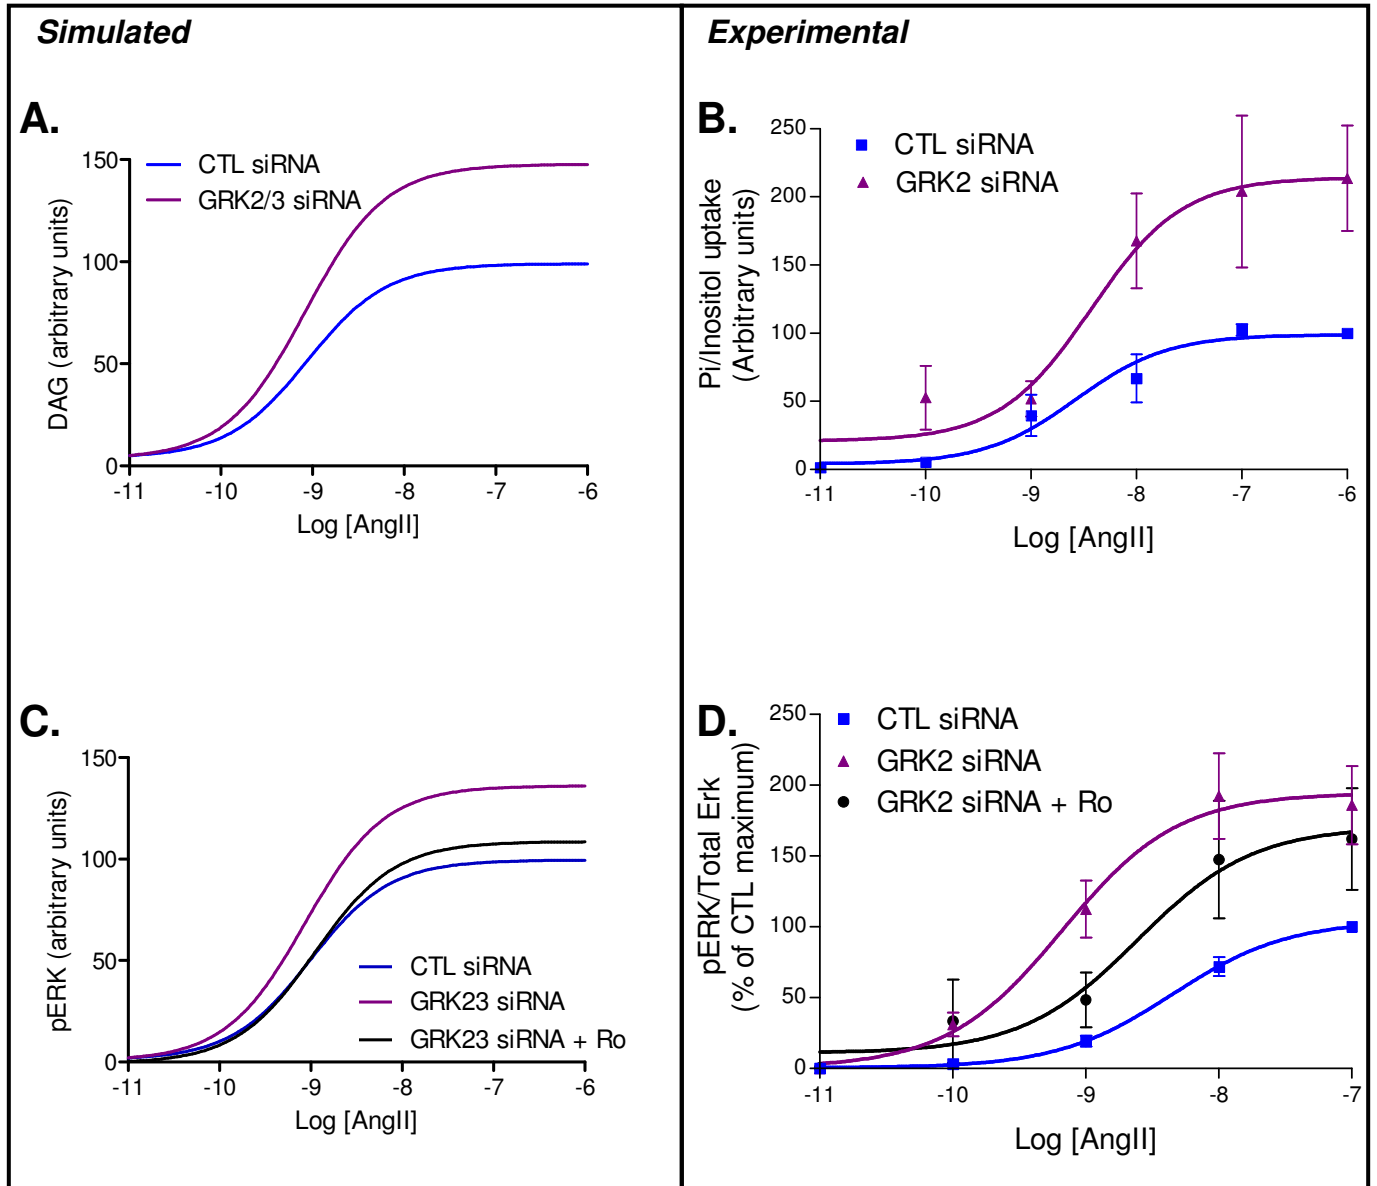 Simulated
Experimental
A.
CTL siRNA
GRK2/3 siRNA
DAG (arbitrary units)
150
100
50
0
-11 -10 -9 -8 -7 -6
Log [AngII]
B.
CTL siRNA
GRK2 siRNA
Pi/Inositol uptake
(Arbitrary units)
250
200
150
100
50
0
-11 -10 -9 -8 -7 -6
Log [AngII]
C.
pERK (arbitrary units)
150
100
50
0
CTL siRNA
GRK23 siRNA
GRK23 siRNA + Ro
-11 -10 -9 -8 -7 -6
Log [AngII]
D.
CTL siRNA
GRK2 siRNA
GRK2 siRNA + Ro
pERK/Total Erk
(% of CTL maximum)
250
200
150
100
50
0
-11 -10 -9 -8 -7
Log [AngII]